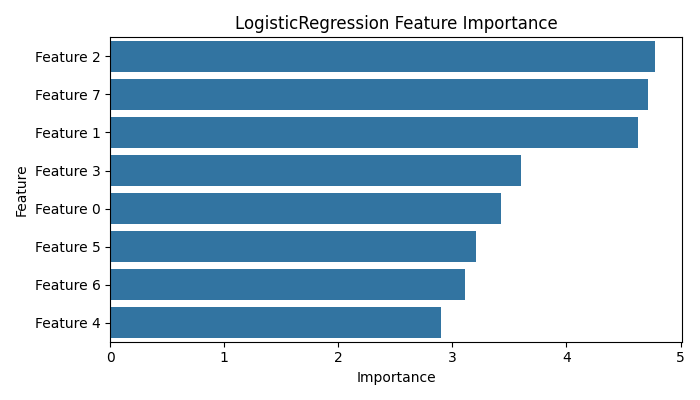 LogisticRegression Feature Importance
Feature 2
Feature 7
Feature 1
Feature 3
Feature 0
Feature 5
Feature 6
Feature 4
Feature
0 1 2 3 4 5
Importance